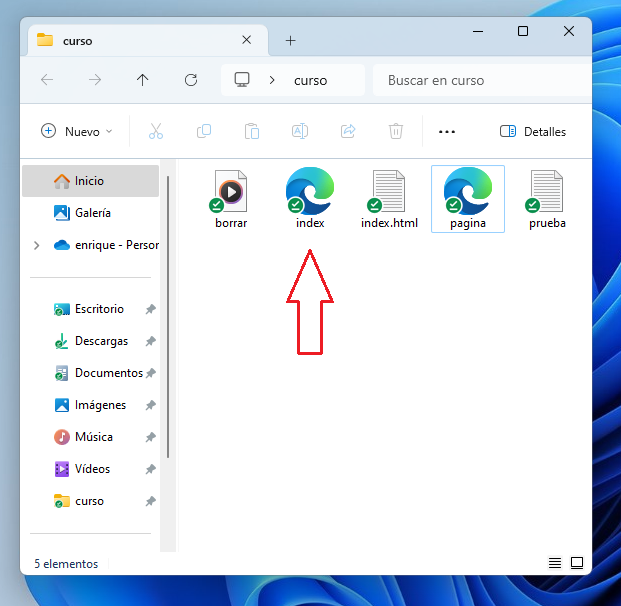 curso
curso
Buscar en curso
Nuevo
Detalles
Inicio
Galería
enrique - Person
Escritorio
Descargas
Documentos
Imágenes
Música
Vídeos
curso
borrar
index
index.html
pagina
prueba
5 elementos